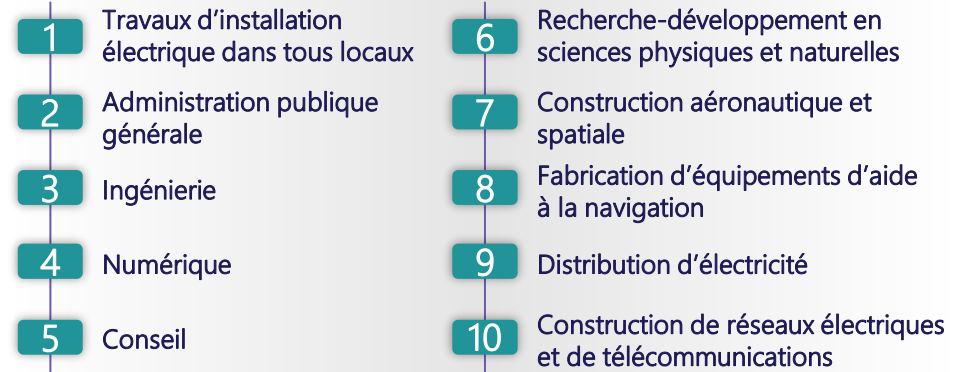 1
Travaux d’installation
électrique dans tous locaux
2
Administration publique
générale
3
Ingénierie
4
Numérique
5
Conseil
6
Recherche-développement en
sciences physiques et naturelles
7
Construction aéronautique et
spatiale
8
Fabrication d’équipements d’aide
à la navigation
9
Distribution d’électricité
10
Construction de réseaux électriques
et de télécommunications